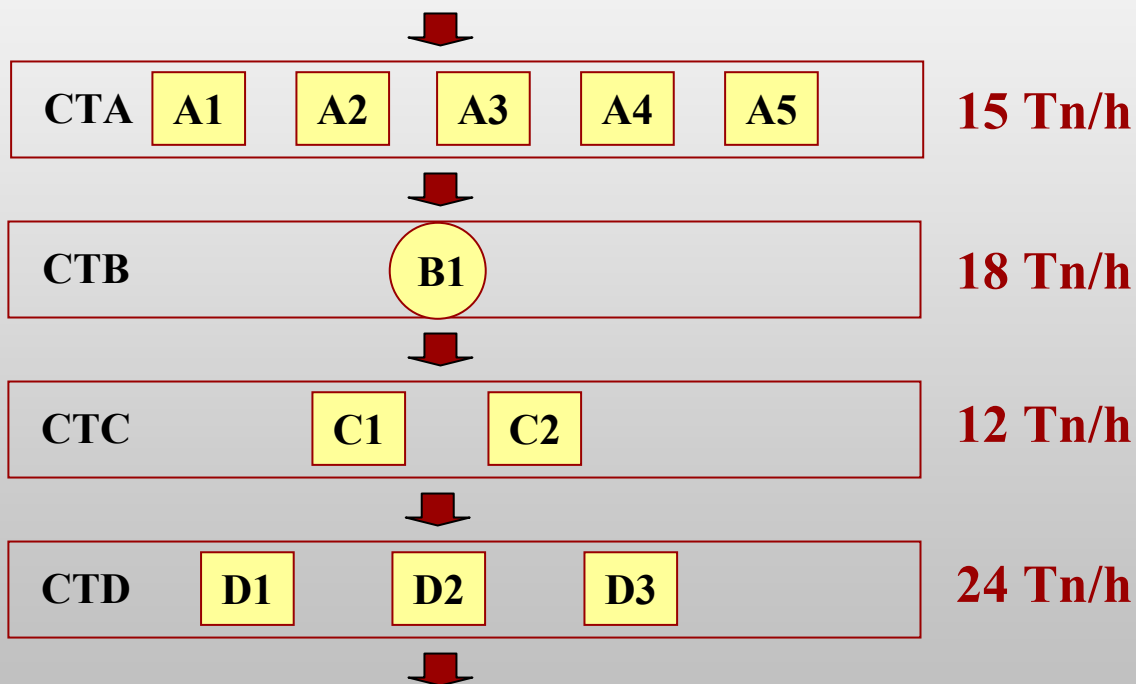 CTA A1 A2 A3 A4 A5 15 Tn/h
CTB B1 18 Tn/h
CTC C1 C2 12 Tn/h
CTD D1 D2 D3 24 Tn/h